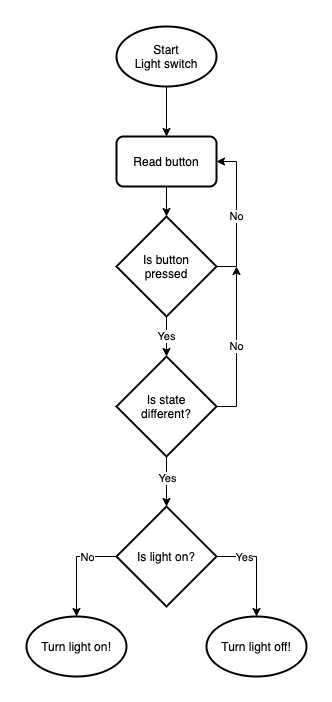 Start
Light switch
Read button
No
Is button
pressed
Yes
No
Is state
different?
Yes
No
Is light on?
Yes
Turn light on!
Turn light off!